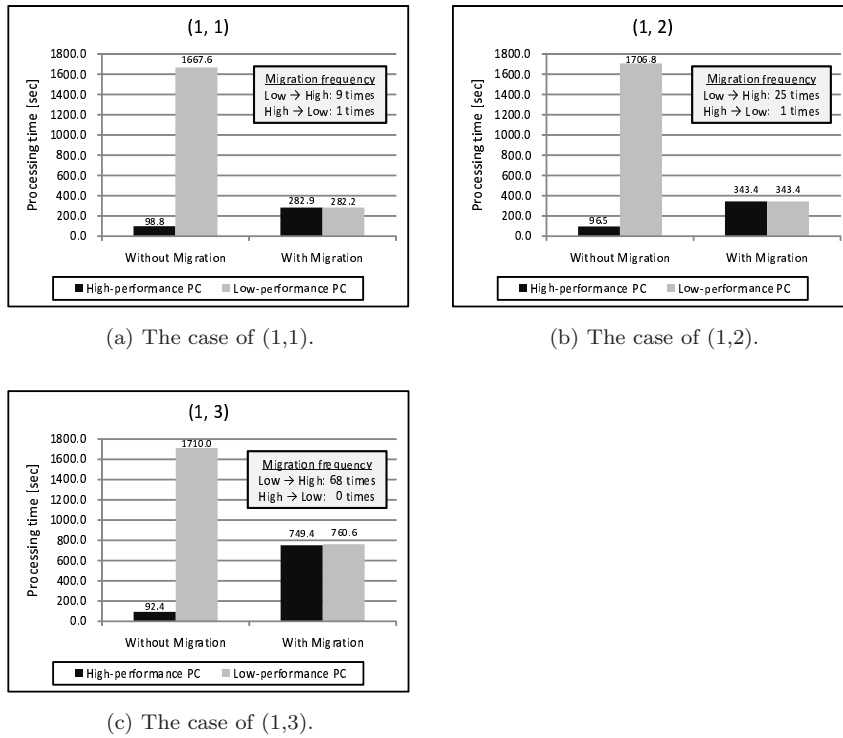 (1, 1)
Processing time [sec]
1800.0
1600.0
1400.0
1200.0
1000.0
800.0
600.0
400.0
200.0
0.0
1667.6
98.8
282.9
282.2
Migration frequency
Low → High: 9 times
High → Low: 1 times
Without Migration
With Migration
High-performance PC
Low-performance PC
(a) The case of (1,1).
(1, 2)
Processing time [sec]
1800.0
1600.0
1400.0
1200.0
1000.0
800.0
600.0
400.0
200.0
0.0
1706.8
96.5
343.4
343.4
Migration frequency
Low → High: 25 times
High → Low: 1 times
Without Migration
With Migration
High-performance PC
Low-performance PC
(b) The case of (1,2).
(1, 3)
Processing time [sec]
1800.0
1600.0
1400.0
1200.0
1000.0
800.0
600.0
400.0
200.0
0.0
1710.0
92.4
749.4
760.6
Migration frequency
Low → High: 68 times
High → Low: 0 times
Without Migration
With Migration
High-performance PC
Low-performance PC
(c) The case of (1,3).